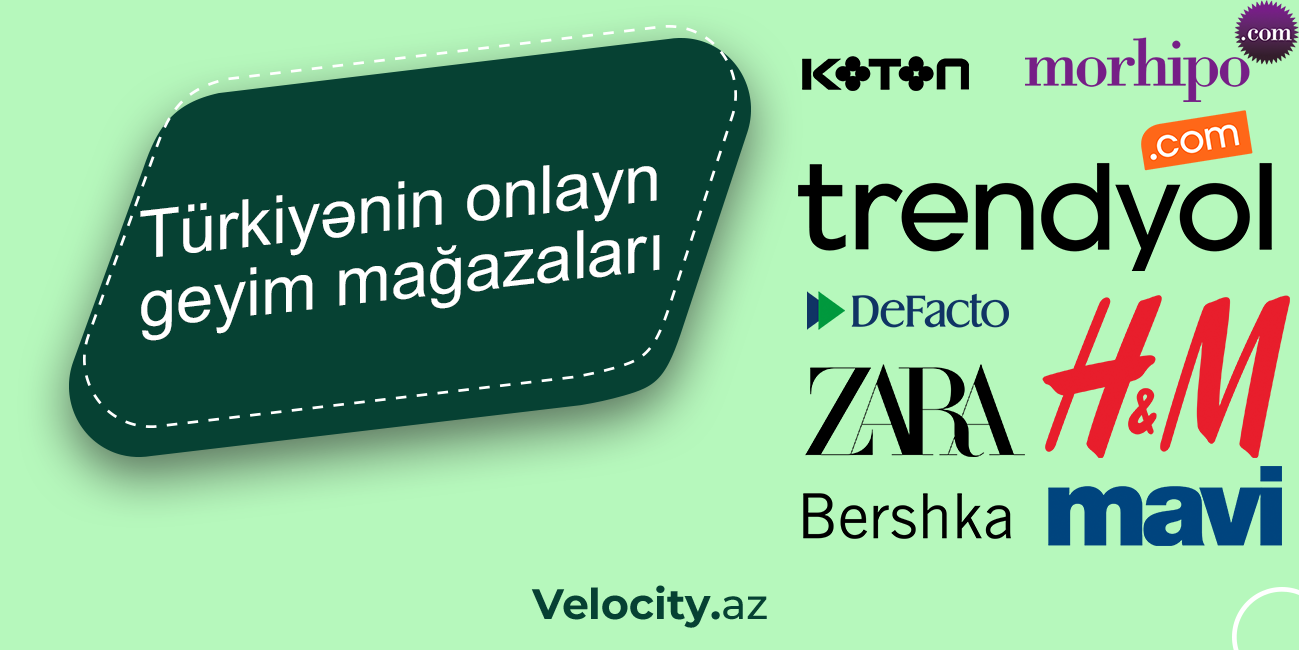 Türkiyənin onlayn
geyim mağazaları
KOTON
morhipo
.com
trendyol
.com
DeFacto
ZARA
H&M
Bershka
mavi
Velocity.az